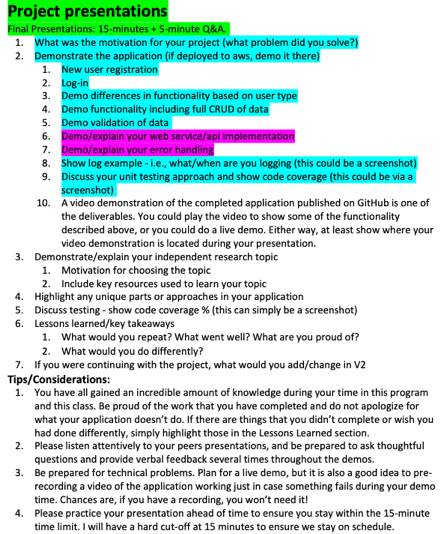 Project presentations
Final Presentations: 15-minutes + 5-minute Q&A.
1. What was the motivation for your project (what problem did you solve?)
2. Demonstrate the application (if deployed to aws, demo it there)
1. New user registration
2. Log-in
3. Demo differences in functionality based on user type
4. Demo functionality including full CRUD of data
5. Demo validation of data
6. Demo/explain your web service/api implementation
7. Demo/explain your error handling
8. Show log example - i.e., what/when are you logging (this could be a screenshot)
9. Discuss your unit testing approach and show code coverage (this could be via a
screenshot)
10. A video demonstration of the completed application published on GitHub is one of
the deliverables. You could play the video to show some of the functionality
described above, or you could do a live demo. Either way, at least show where your
video demonstration is located during your presentation.
3. Demonstrate/explain your independent research topic
1. Motivation for choosing the topic
2. Include key resources used to learn your topic
4. Highlight any unique parts or approaches in your application
5. Discuss testing - show code coverage % (this can simply be a screenshot)
6. Lessons learned/key takeaways
1. What would you repeat? What went well? What are you proud of?
2. What would you do differently?
7. If you were continuing with the project, what would you add/change in V2
Tips/Considerations:
1. You have all gained an incredible amount of knowledge during your time in this program
and this class. Be proud of the work that you have completed and do not apologize for
what your application doesn't do. If there are things that you didn't complete or wish you
had done differently, simply highlight those in the Lessons Learned section.
2. Please listen attentively to your peers presentations, and be prepared to ask thoughtful
questions and provide verbal feedback several times throughout the demos.
3. Be prepared for technical problems. Plan for a live demo, but it is also a good idea to pre-
recording a video of the application working just in case something fails during your demo
time. Chances are, if you have a recording, you won't need it!
4. Please practice your presentation ahead of time to ensure you stay within the 15-minute
time limit. I will have a hard cut-off at 15 minutes to ensure we stay on schedule.